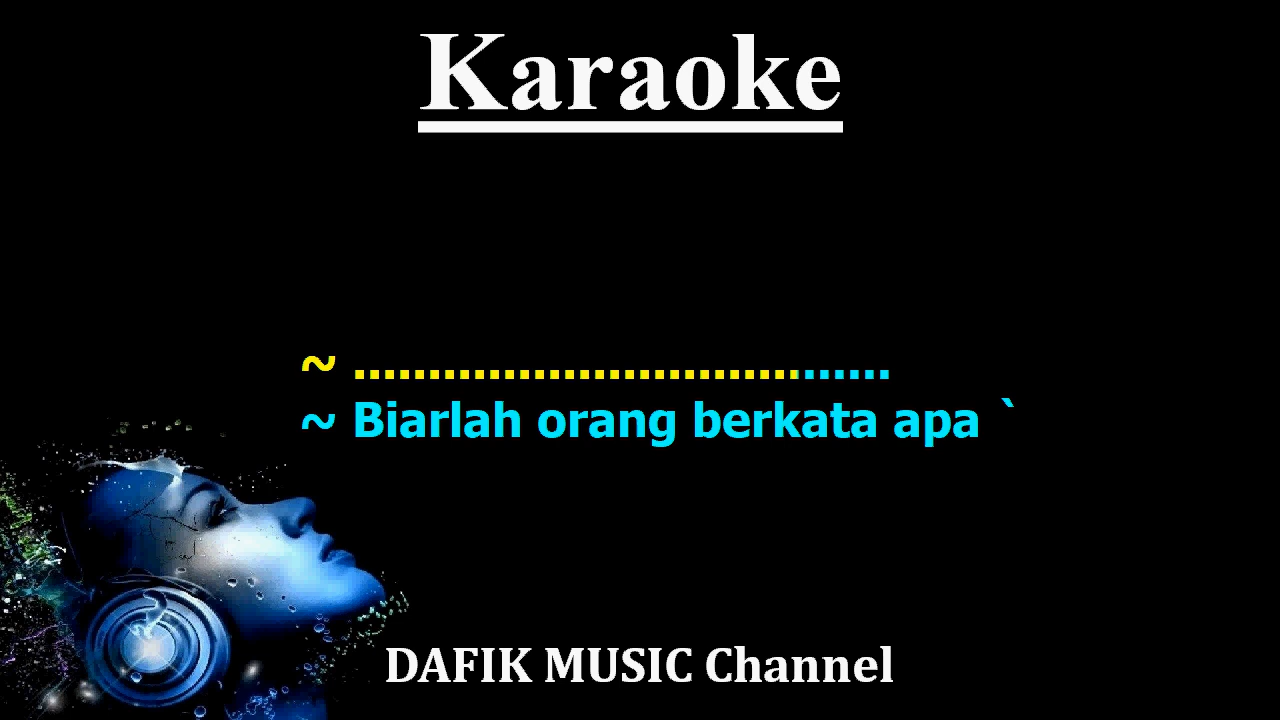 Karaoke
~ ....................................
~ Biarlah orang berkata apa `
DAFIK MUSIC Channel